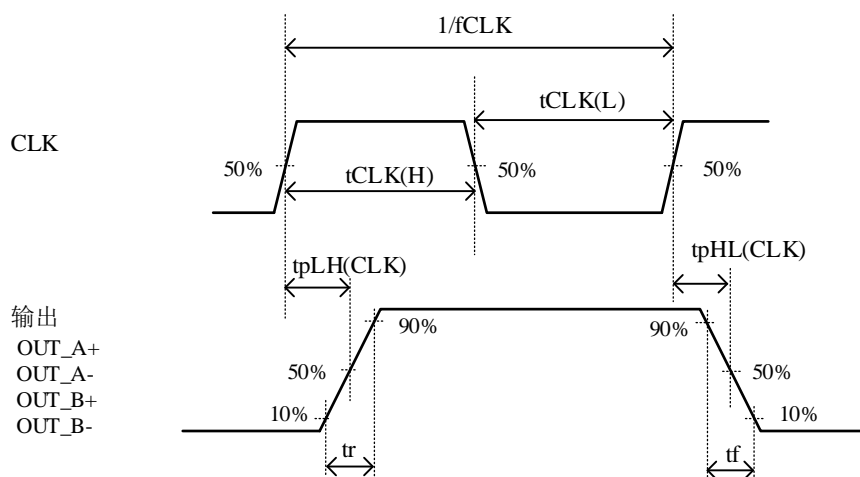 1/fCLK
tCLK(L)
CLK
50%
50%
50%
tCLK(H)
tpLH(CLK)
tpHL(CLK)
输出
90%
90%
OUT_A+
OUT_A-
50%
50%
OUT_B+
OUT_B-
10%
10%
tr
tf